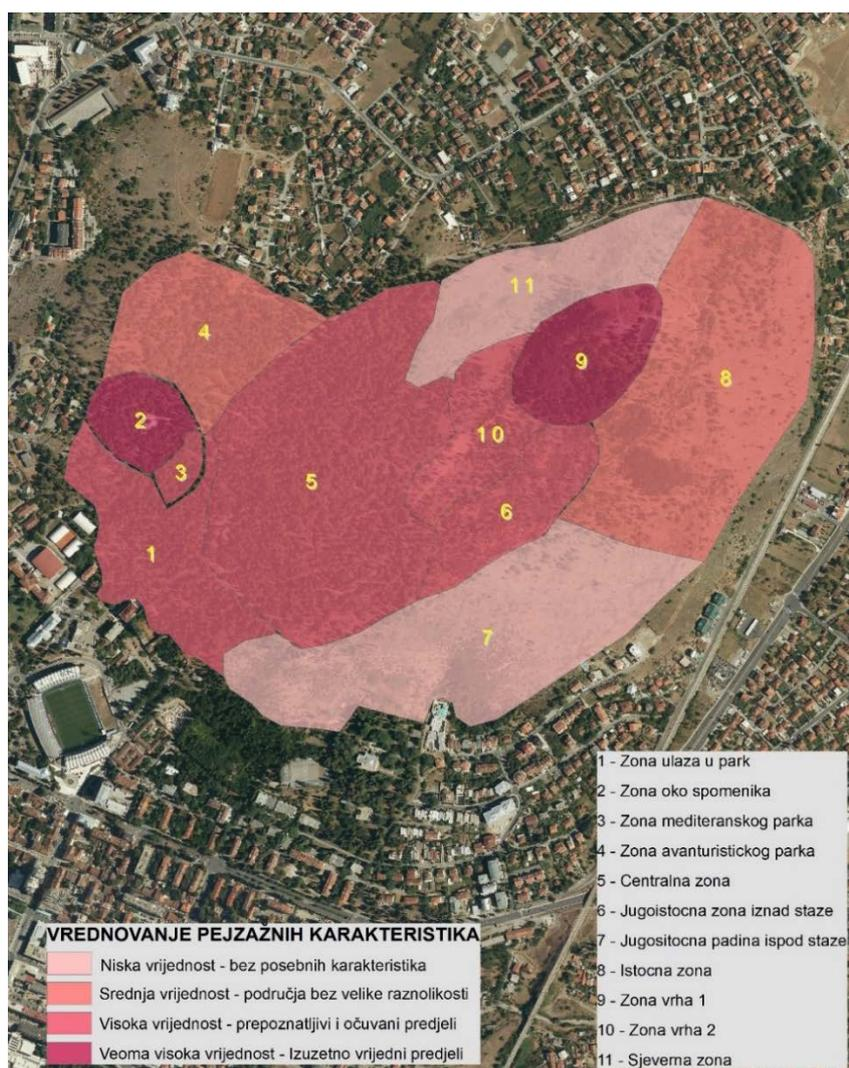 11
4
9
8
2
10
3
5
6
1
7
1 - Zona ulaza u park
2 - Zona oko spomenika
3 - Zona mediteranskog parka
4 - Zona avanturistickog parka
5 - Centralna zona
6 - Jugoistocna zona iznad staze
7 - Jugositocna padina ispod staze
8 - Istocna zona
9 - Zona vrha 1
10 - Zona vrha 2
11 - Sjeverna zona
VREDNOVANJE PEJZAŽNIH KARAKTERISTIKA
Niska vrijednost - bez posebnih karakteristika
Srednja vrijednost - područja bez velike raznolikosti
Visoka vrijednost - prepoznatljivi i očuvani predjeli
Veoma visoka vrijednost - Izuzetno vrijedni predjeli